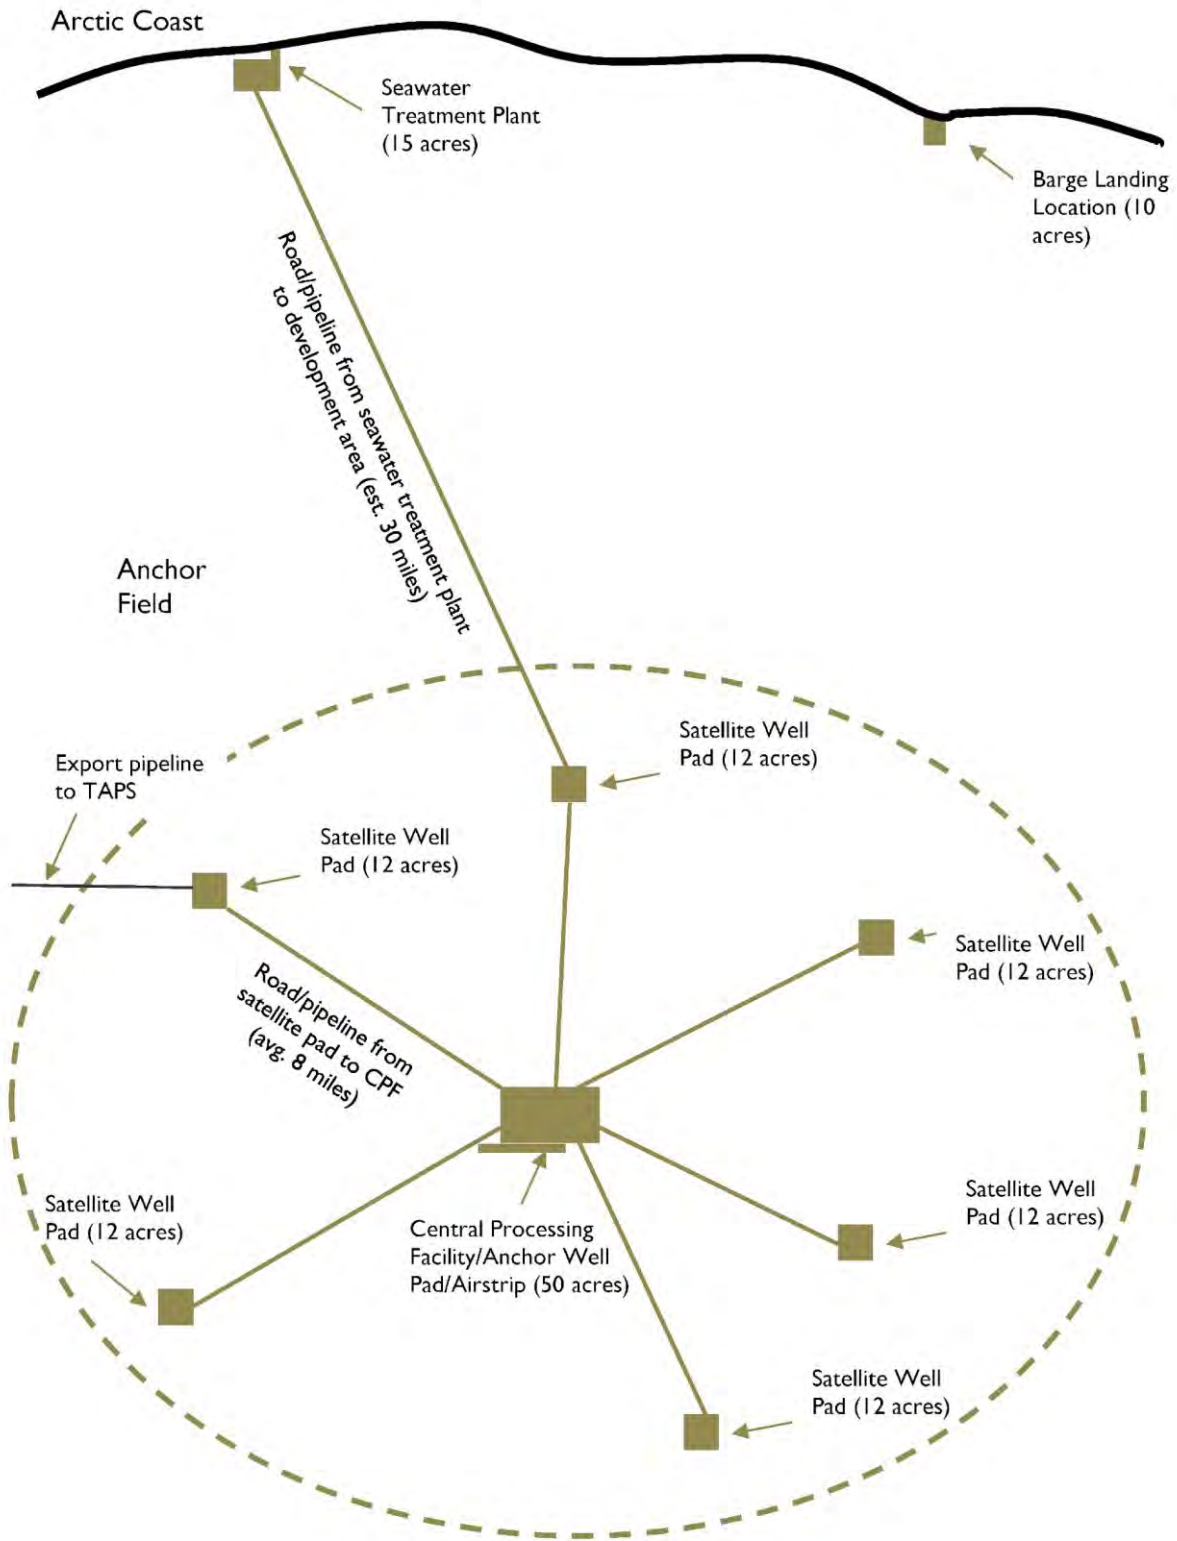 Arctic Coast
Seawater
Treatment Plant
(15 acres)
Barge Landing
Location (10
acres)
Road/pipeline from seawater treatment plant
to development area (est. 30 miles)
Anchor
Field
Satellite Well
Pad (12 acres)
Export pipeline
to TAPS
Satellite Well
Pad (12 acres)
Satellite Well
Pad (12 acres)
Road/pipeline from
satellite pad to CPF
(avg. 8 miles)
Satellite Well
Pad (12 acres)
Central Processing
Facility/Anchor Well
Pad/Airstrip (50 acres)
Satellite Well
Pad (12 acres)
Satellite Well
Pad (12 acres)